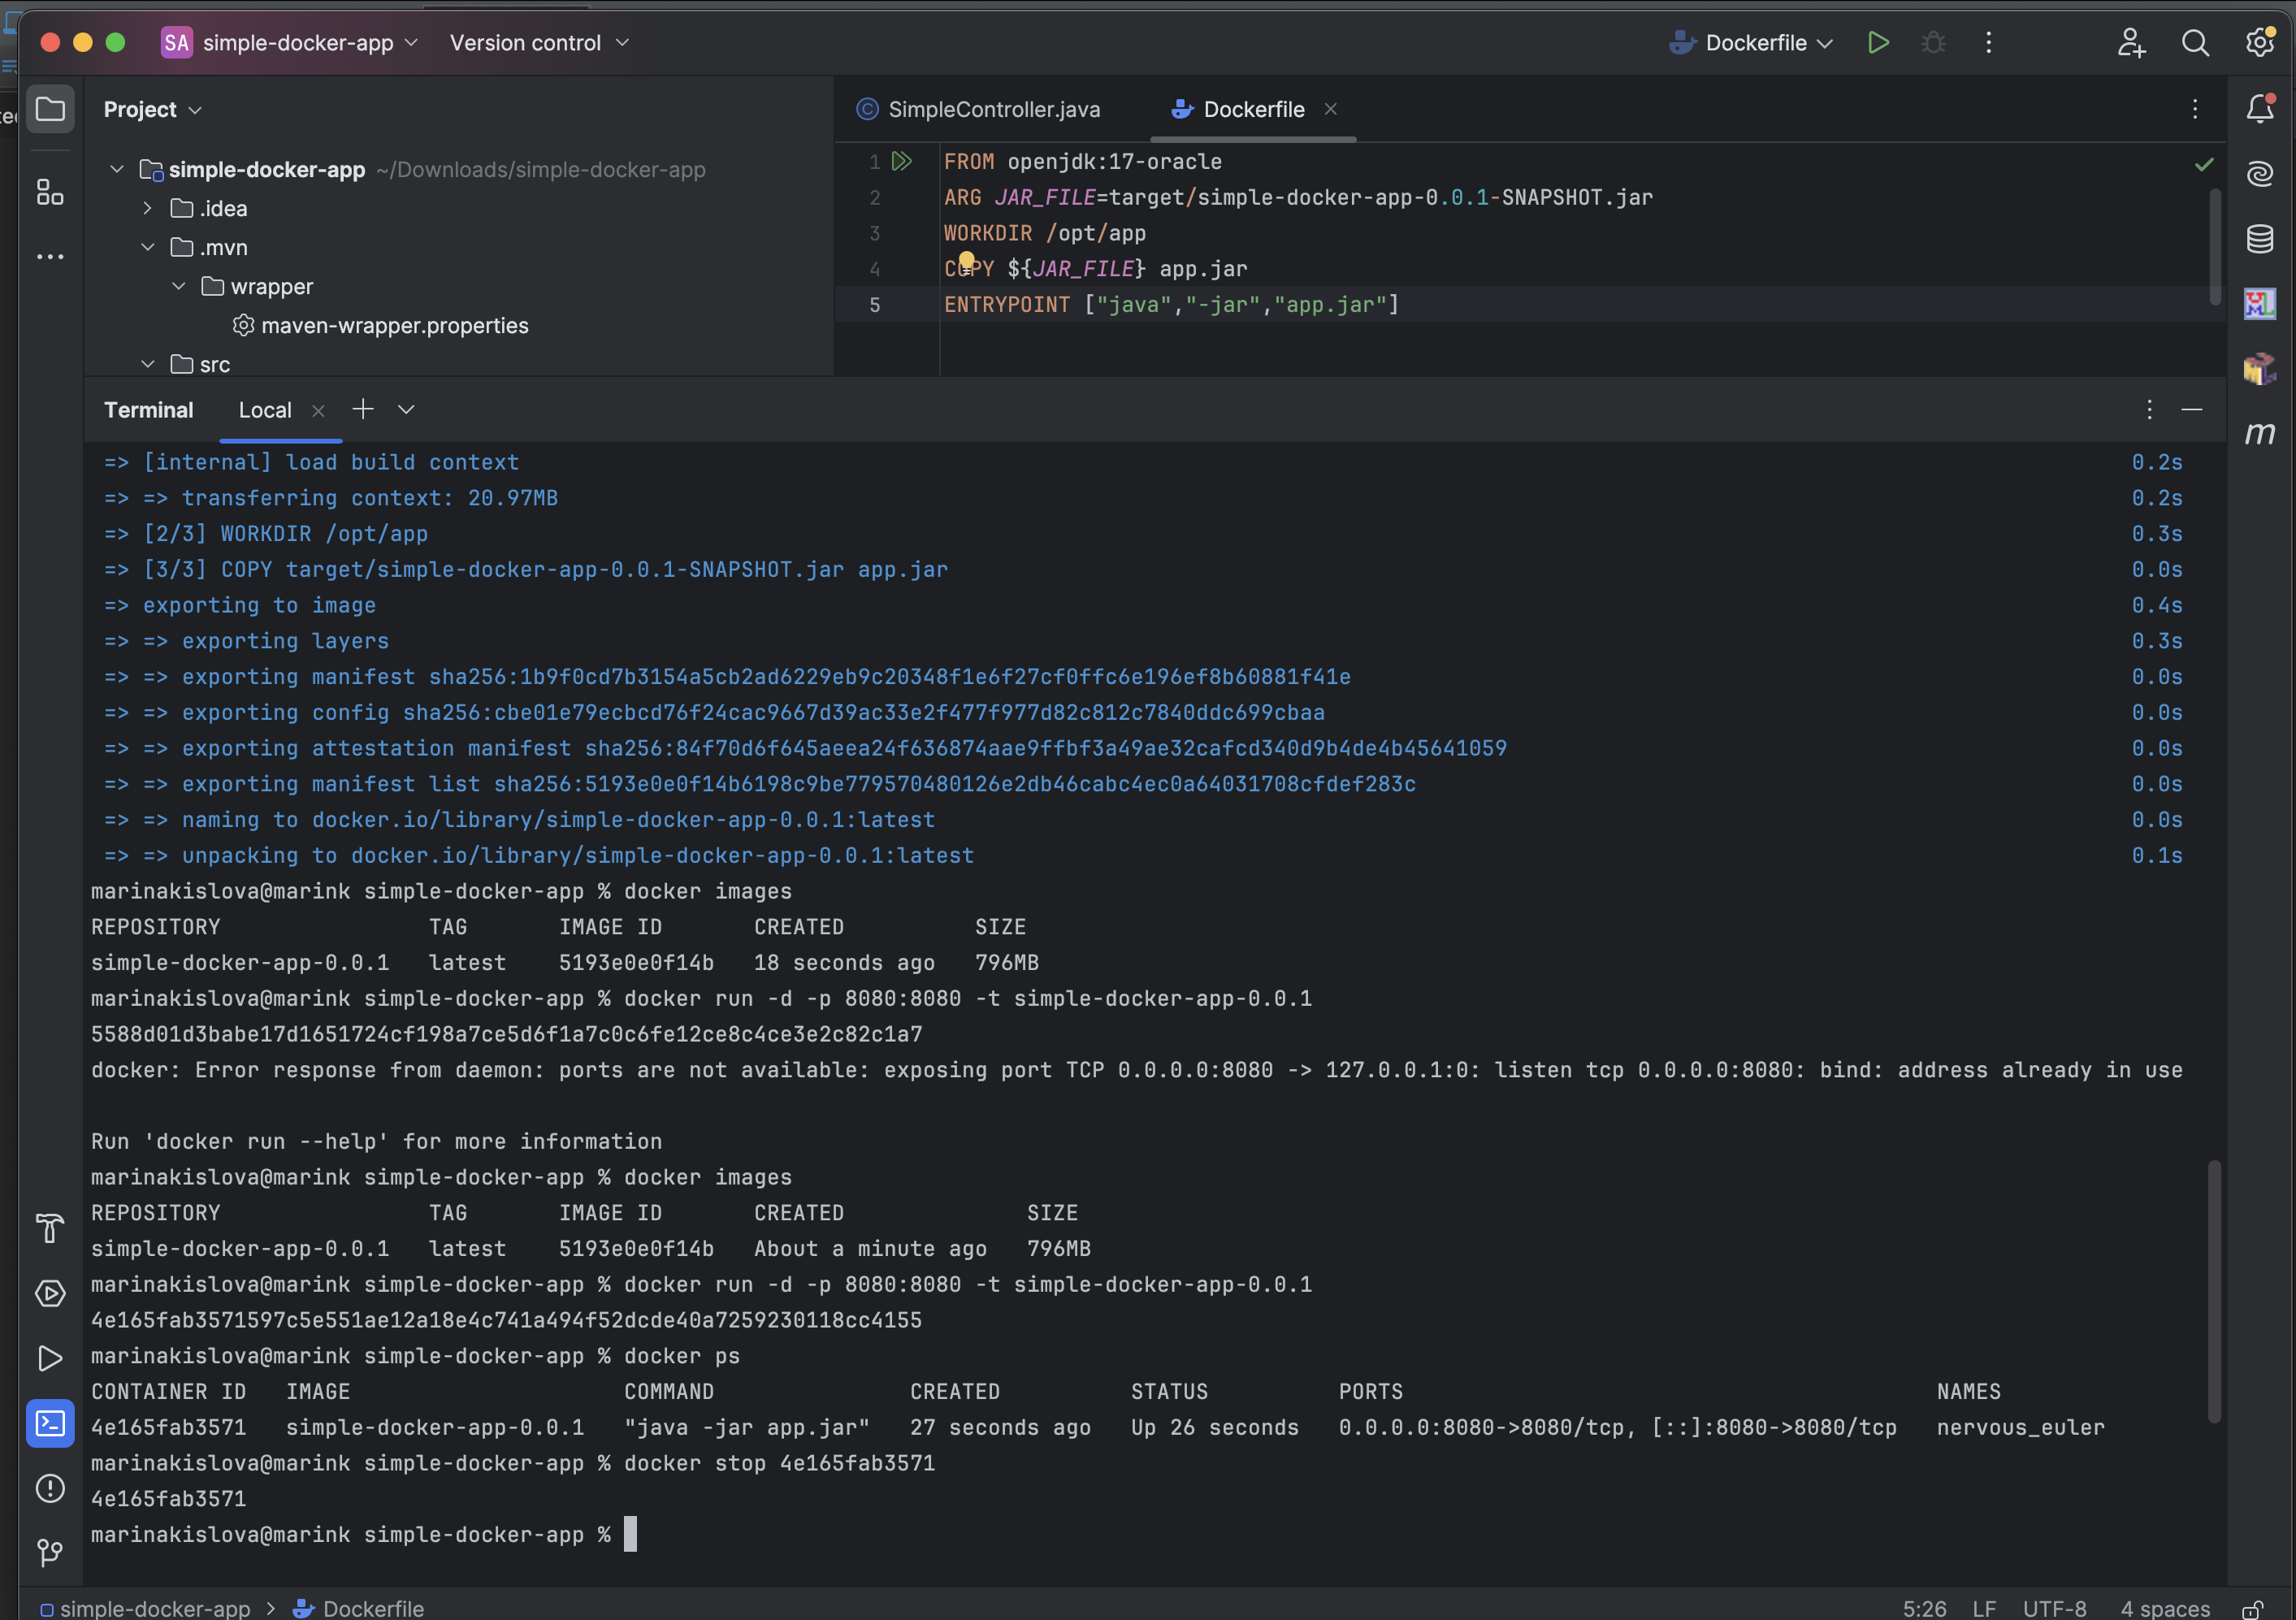 SA simple-docker-app Version control Dockerfile
Project
simple-docker-app ~/Downloads/simple-docker-app
.idea
.mvn
wrapper
maven-wrapper.properties
src
SimpleController.java Dockerfile
1 FROM openjdk:17-oracle
2 ARG JAR_FILE=target/simple-docker-app-0.0.1-SNAPSHOT.jar
3 WORKDIR /opt/app
4 COPY ${JAR_FILE} app.jar
5 ENTRYPOINT ["java","-jar","app.jar"]
Terminal Local
=> [internal] load build context 0.2s
=> => transferring context: 20.97MB 0.2s
=> [2/3] WORKDIR /opt/app 0.3s
=> [3/3] COPY target/simple-docker-app-0.0.1-SNAPSHOT.jar app.jar 0.0s
=> exporting to image 0.4s
=> => exporting layers 0.3s
=> => exporting manifest sha256:1b9f0cd7b3154a5cb2ad6229eb9c20348f1e6f27cf0ffc6e196ef8b60881f41e 0.0s
=> => exporting config sha256:cbe01e79ecbcd76f24cac9667d39ac33e2f477f977d82c812c7840ddc699cbaa 0.0s
=> => exporting attestation manifest sha256:84f70d6f645aeea24f636874aae9ffbf3a49ae32cafcd340d9b4de4b45641059 0.0s
=> => exporting manifest list sha256:5193e0e0f14b6198c9be779570480126e2db46cabc4ec0a64031708cfdef283c 0.0s
=> => naming to docker.io/library/simple-docker-app-0.0.1:latest 0.0s
=> => unpacking to docker.io/library/simple-docker-app-0.0.1:latest 0.1s
marinakislova@marink simple-docker-app % docker images
REPOSITORY TAG IMAGE ID CREATED SIZE
simple-docker-app-0.0.1 latest 5193e0e0f14b 18 seconds ago 796MB
marinakislova@marink simple-docker-app % docker run -d -p 8080:8080 -t simple-docker-app-0.0.1
5588d01d3babe17d1651724cf198a7ce5d6f1a7c0c6fe12ce8c4ce3e2c82c1a7
docker: Error response from daemon: ports are not available: exposing port TCP 0.0.0.0:8080 -> 127.0.0.1:0: listen tcp 0.0.0.0:8080: bind: address already in use
Run 'docker run --help' for more information
marinakislova@marink simple-docker-app % docker images
REPOSITORY TAG IMAGE ID CREATED SIZE
simple-docker-app-0.0.1 latest 5193e0e0f14b About a minute ago 796MB
marinakislova@marink simple-docker-app % docker run -d -p 8080:8080 -t simple-docker-app-0.0.1
4e165fab3571597c5e551ae12a18e4c741a494f52dcde40a7259230118cc4155
marinakislova@marink simple-docker-app % docker ps
CONTAINER ID IMAGE COMMAND CREATED STATUS PORTS NAMES
4e165fab3571 simple-docker-app-0.0.1 "java -jar app.jar" 27 seconds ago Up 26 seconds 0.0.0.0:8080->8080/tcp, [::]:8080->8080/tcp nervous_euler
marinakislova@marink simple-docker-app % docker stop 4e165fab3571
4e165fab3571
marinakislova@marink simple-docker-app %
simple-docker-app > Dockerfile 5:26 LF UTF-8 4 spaces